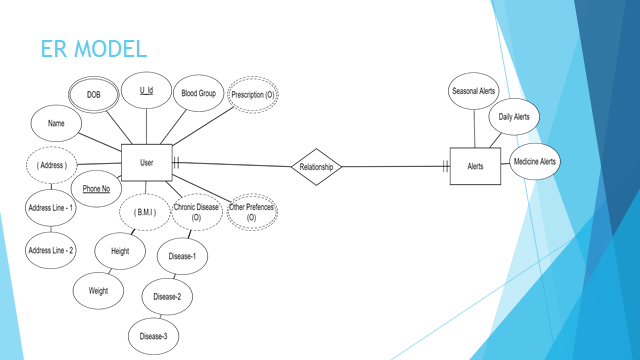 ER MODEL
DOB
U_Id
Blood Group
Prescription (O)
Seasonal Alerts
Daily Alerts
Name
( Address )
User
Relationship
Alerts
Medicine Alerts
Phone No
Address Line - 1
( B.M.I )
Chronic Disease
(O)
Other Prefences
(O)
Address Line - 2
Height
Disease-1
Weight
Disease-2
Disease-3